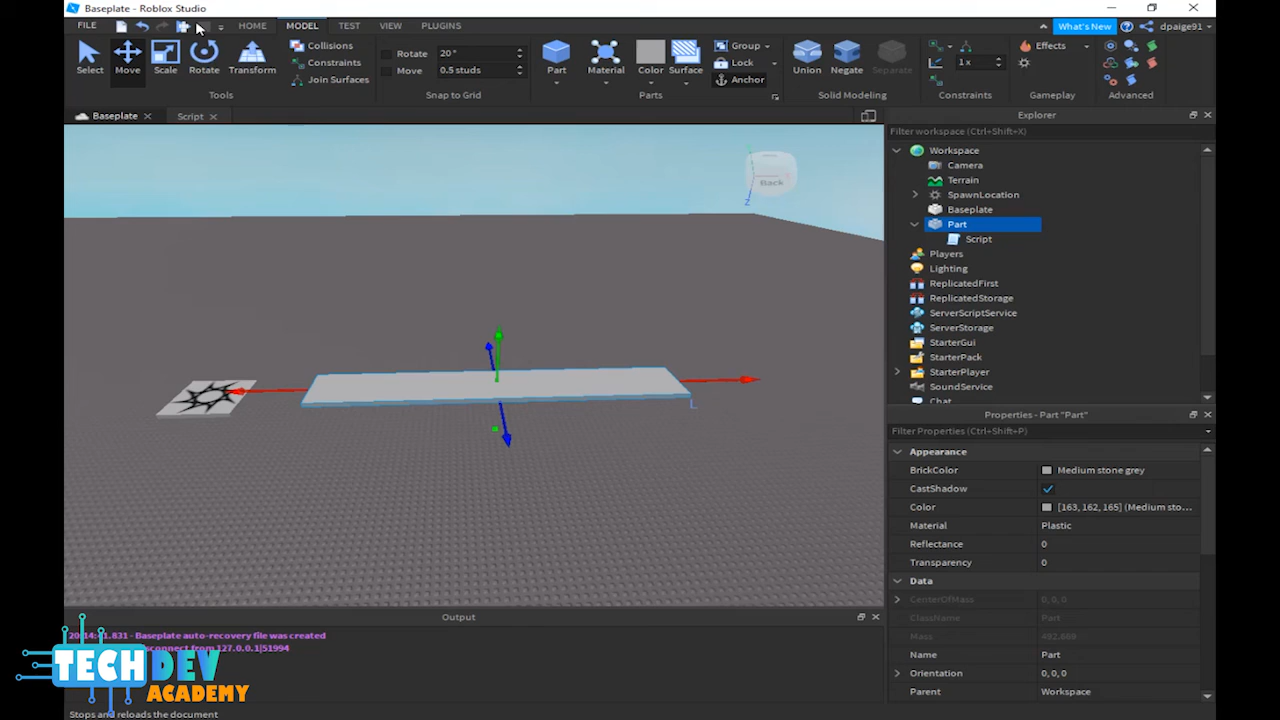 Baseplate - Roblox Studio
FILE HOME MODEL TEST VIEW PLUGINS What's New dpaige91
Select Move Scale Rotate Transform
Collisions
Constraints
Join Surfaces
Tools
Rotate 20°
Move 0.5 studs
Snap to Grid
Part Material Color Surface
Group
Lock
Anchor
Parts
Union Negate Separate
Solid Modeling
1 x
Constraints
Effects
Gameplay
Advanced
Baseplate Script
Back
Z
Explorer
Filter workspace (Ctrl+Shift+X)
Workspace
Camera
Terrain
SpawnLocation
Baseplate
Part
Script
Players
Lighting
ReplicatedFirst
ReplicatedStorage
ServerScriptService
ServerStorage
StarterGui
StarterPack
StarterPlayer
SoundService
Chat
Properties - Part "Part"
Filter Properties (Ctrl+Shift+P)
Appearance
BrickColor Medium stone grey
CastShadow
Color [163, 162, 165] (Medium sto...
Material Plastic
Reflectance 0
Transparency 0
Data
CenterOfMass 0, 0, 0
ClassName Part
Mass 492.669
Name Part
Orientation 0, 0, 0
Parent Workspace
Output
- Baseplate auto-recovery file was created
from 127.0.0.1|51994
TECH DEV
ACADEMY
Stops and reloads the document